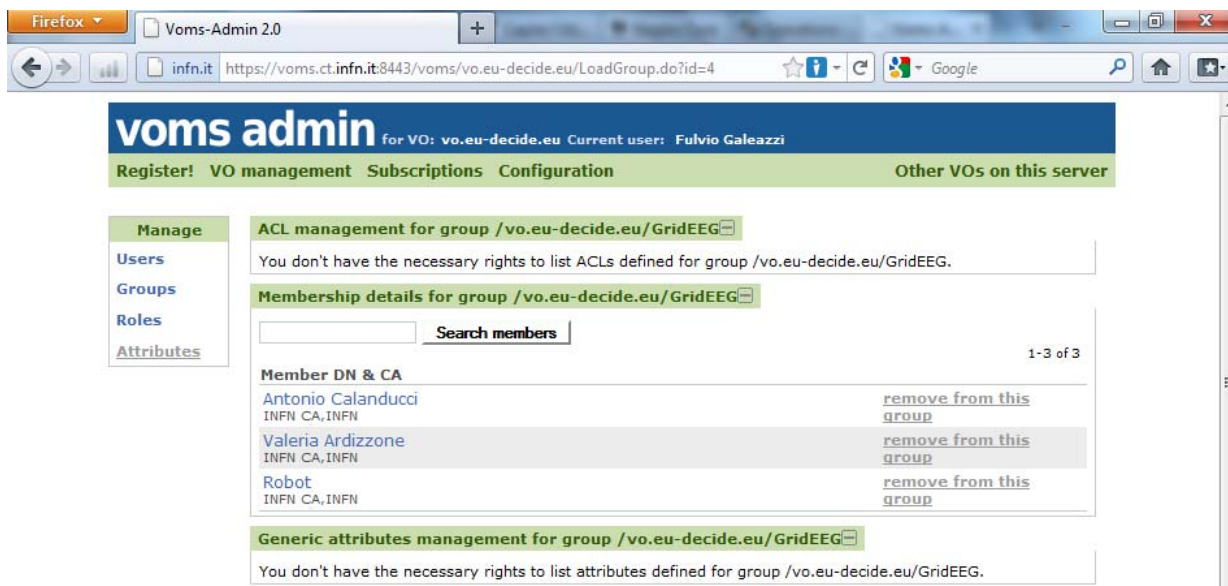 Firefox
Voms-Admin 2.0
infn.it https://voms.ct.infn.it:8443/voms/vo.eu-decide.eu/LoadGroup.do?id=4
Google
voms admin for VO: vo.eu-decide.eu Current user: Fulvio Galeazzi
Register! VO management Subscriptions Configuration Other VOs on this server
Manage
Users
Groups
Roles
Attributes
ACL management for group /vo.eu-decide.eu/GridEEG
You don't have the necessary rights to list ACLs defined for group /vo.eu-decide.eu/GridEEG.
Membership details for group /vo.eu-decide.eu/GridEEG
Search members
1-3 of 3
Member DN & CA
Antonio Calanducci
INFN CA,INFN
remove from this
group
Valeria Ardizzone
INFN CA,INFN
remove from this
group
Robot
INFN CA,INFN
remove from this
group
Generic attributes management for group /vo.eu-decide.eu/GridEEG
You don't have the necessary rights to list attributes defined for group /vo.eu-decide.eu/GridEEG.